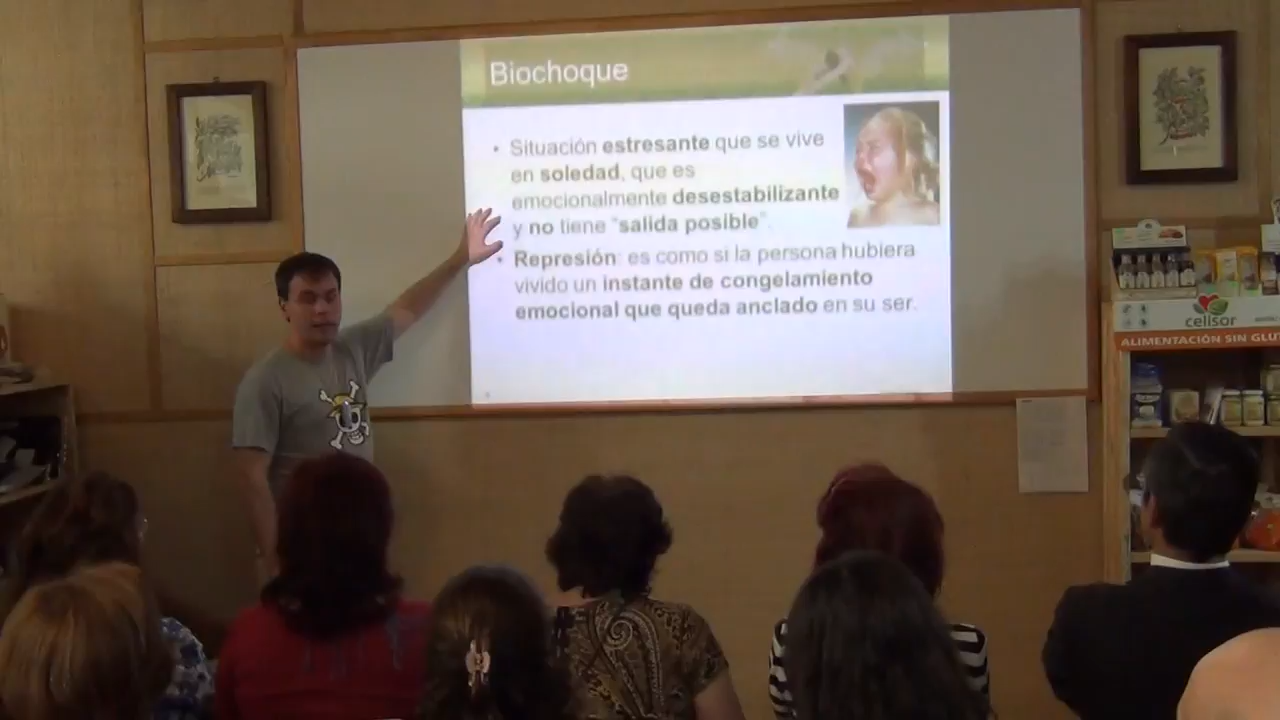 Biochoque
• Situación estresante que se vive
en soledad, que es
emocionalmente desestabilizante
y no tiene "salida posible".
• Represión: es como si la persona hubiera
vivido un instante de congelamiento
emocional que queda anclado en su ser.
celisor
ALIMENTACIÓN SIN GLU